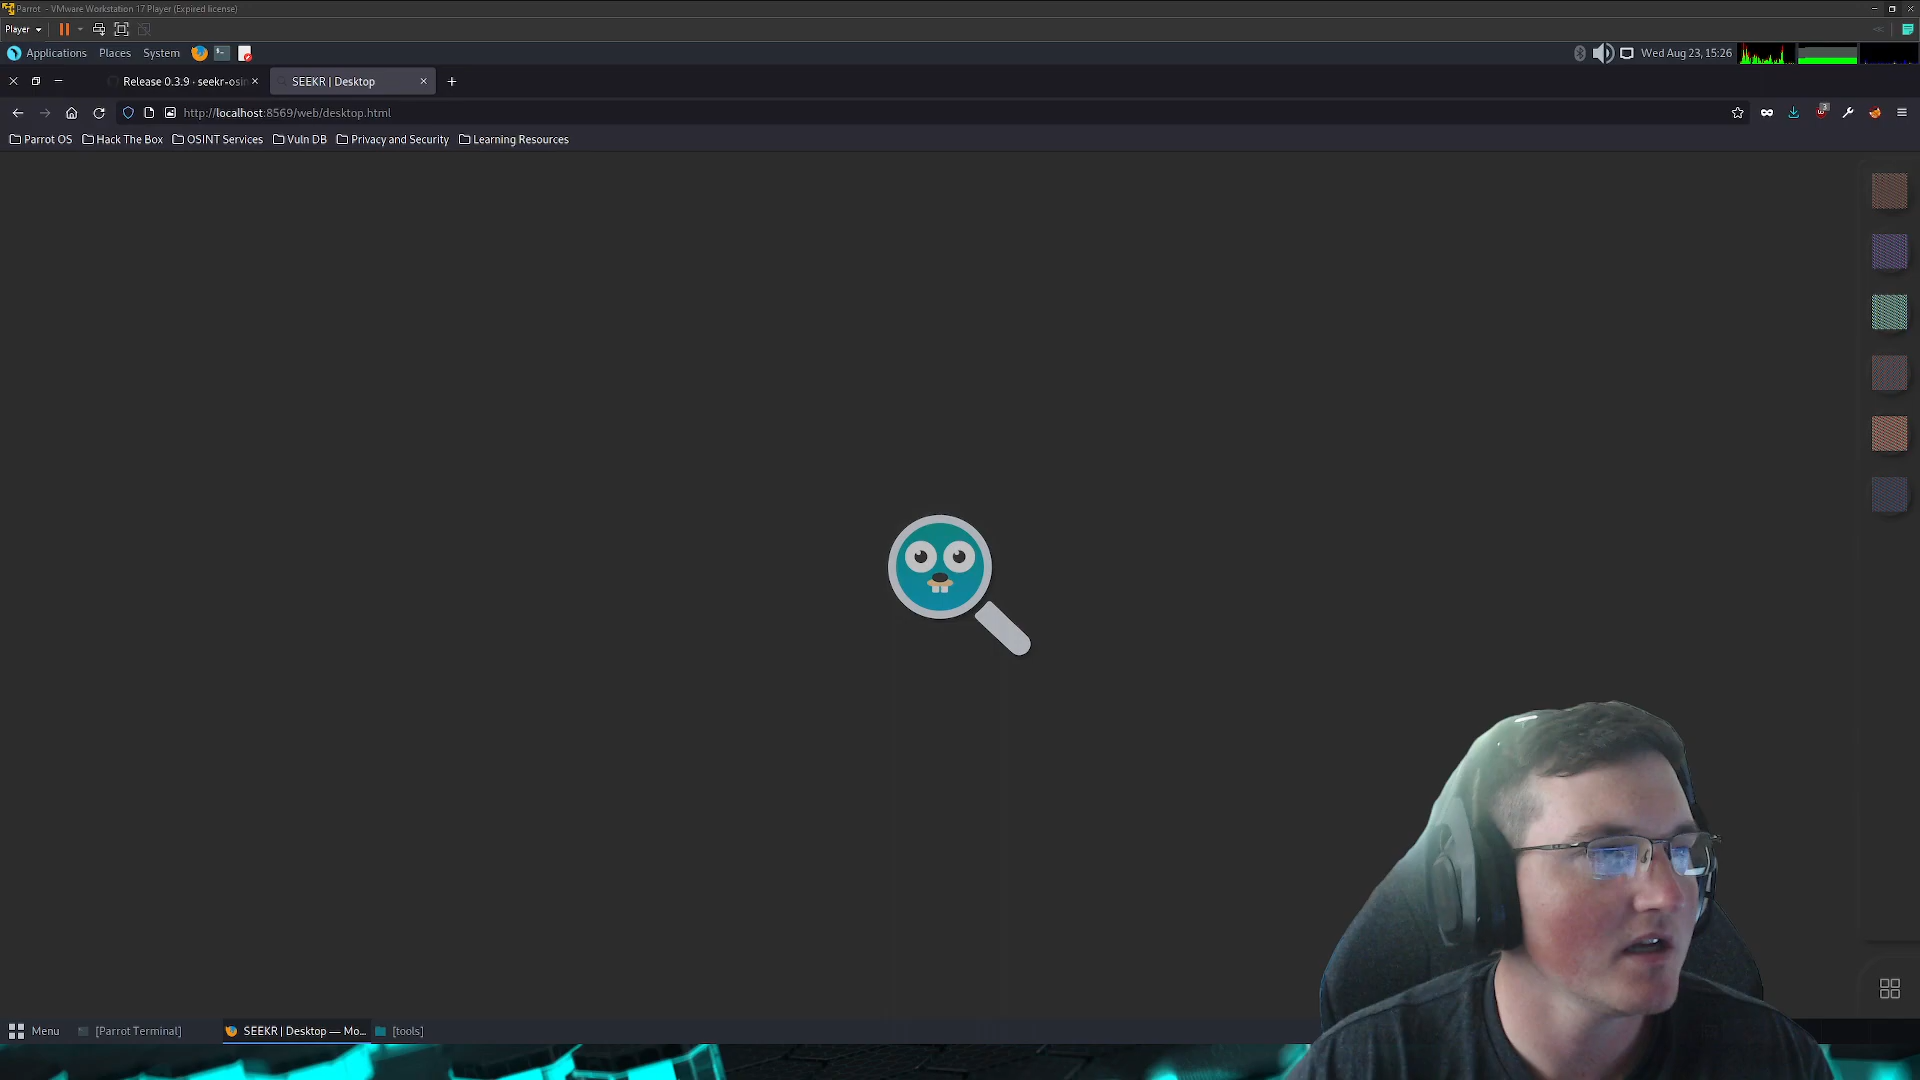 Parrot - VMware Workstation 17 Player (Expired license)
Player
Applications Places System
Wed Aug 23, 15:26
Release 0.3.9 · seekr-osin
SEEKR | Desktop
http://localhost:8569/web/desktop.html
3
Parrot OS Hack The Box OSINT Services Vuln DB Privacy and Security Learning Resources
Menu [Parrot Terminal] SEEKR | Desktop — Mo... [tools]